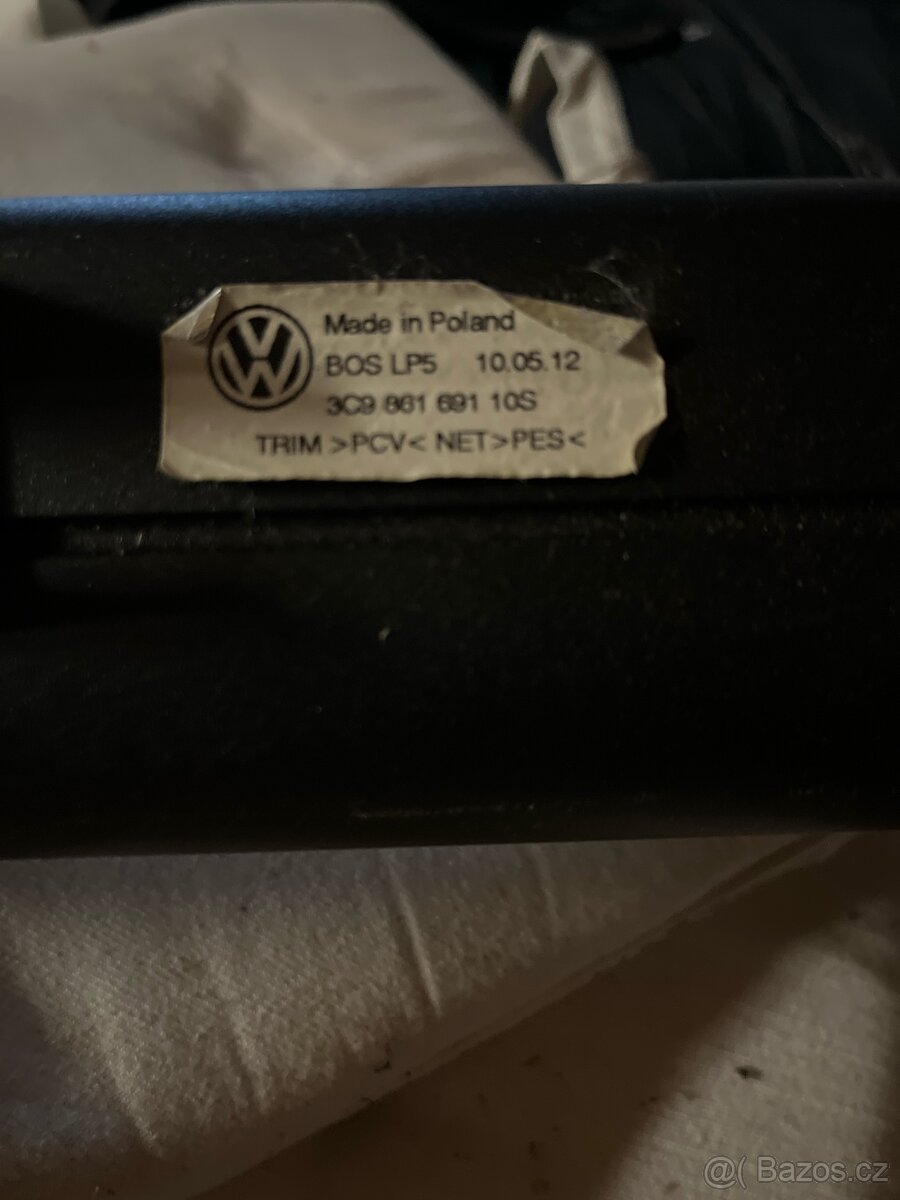 Made in Poland
BOS LP5 10.05.12
3C9 861 691 10S
TRIM >PCV< NET >PES<
@( Bazos.cz